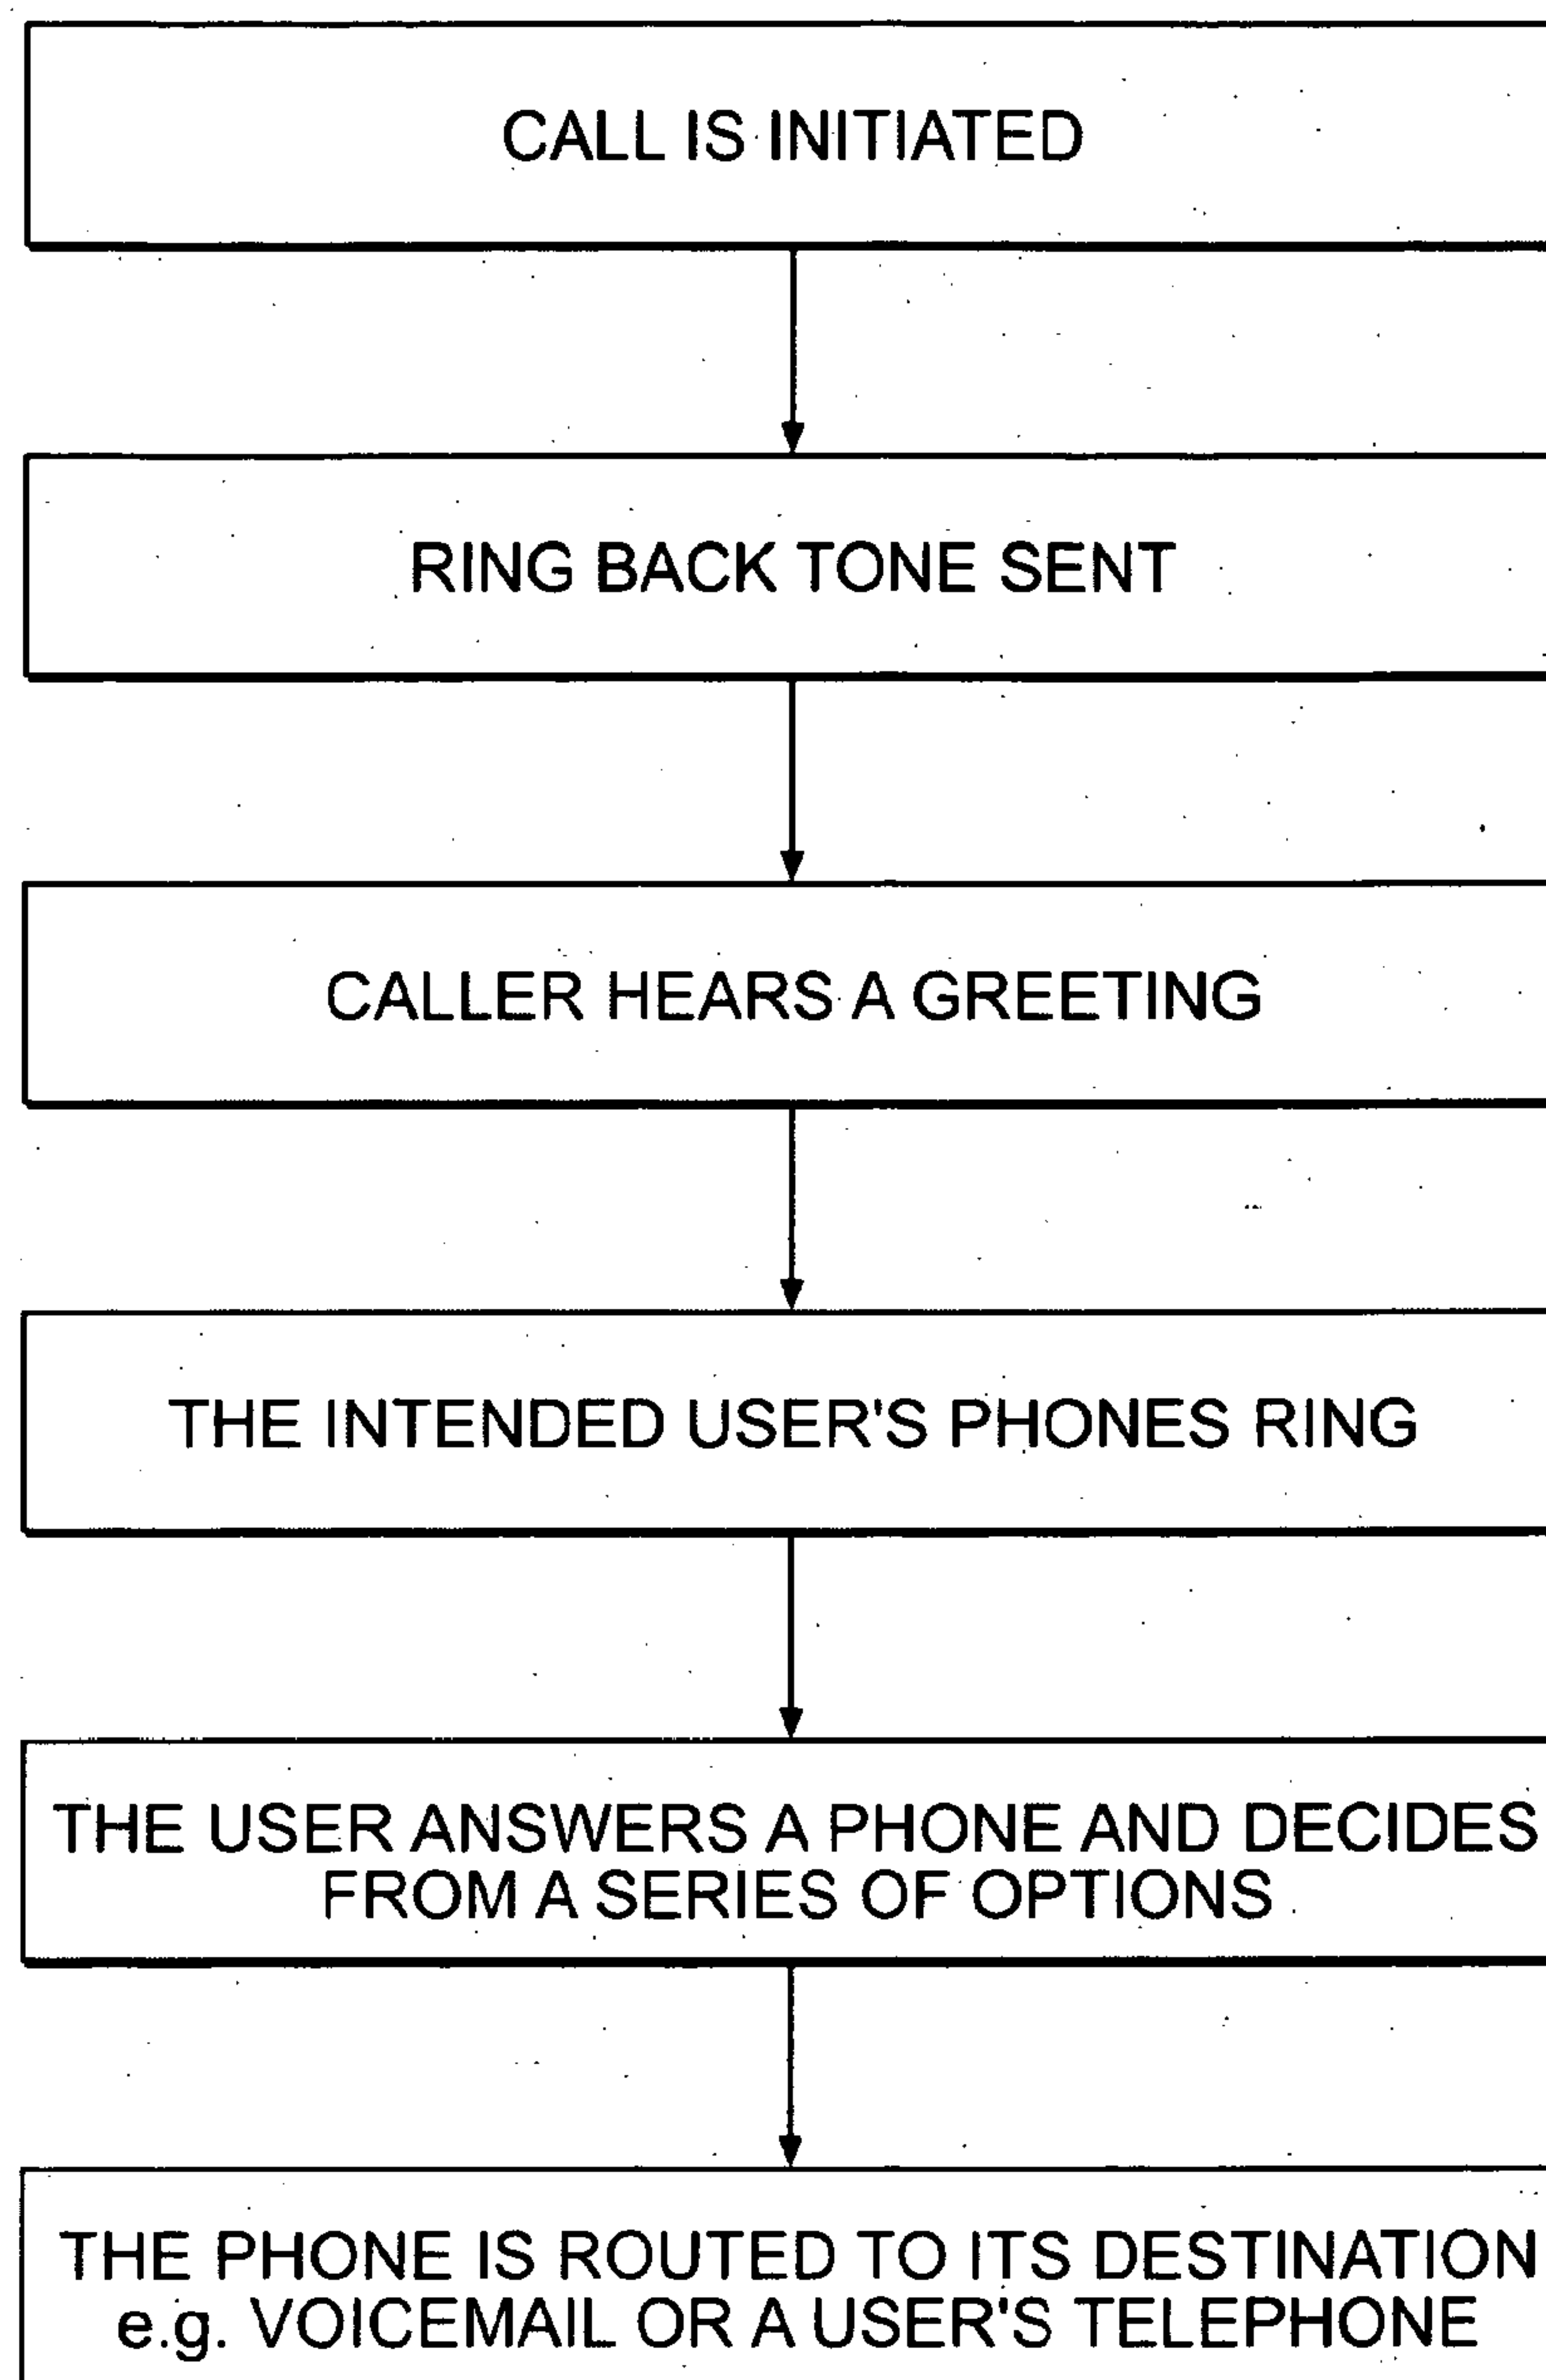 CALL IS INITIATED
RING BACK TONE SENT
CALLER HEARS A GREETING
THE INTENDED USER'S PHONES RING
THE USER ANSWERS A PHONE AND DECIDES
FROM A SERIES OF OPTIONS
THE PHONE IS ROUTED TO ITS DESTINATION
e.g. VOICEMAIL OR A USER'S TELEPHONE